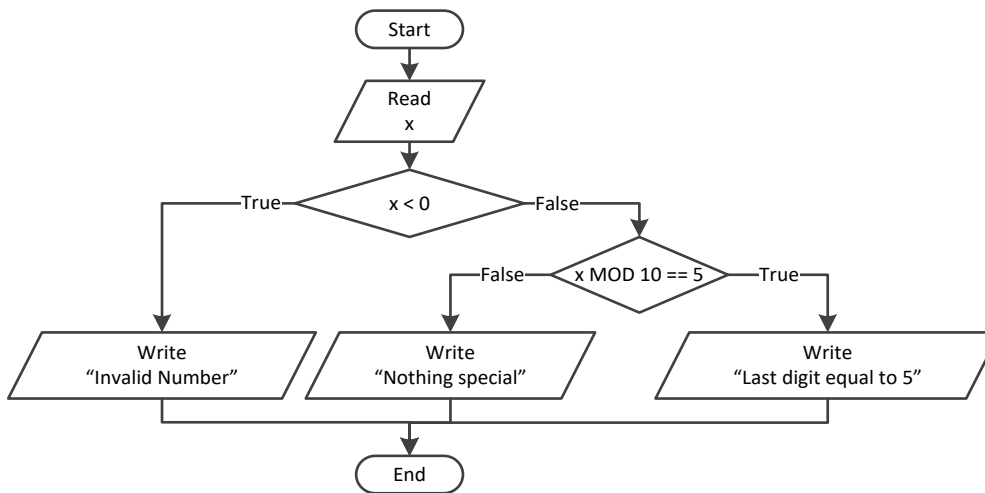 Start
Read
x
x < 0
True
False
x MOD 10 == 5
False
True
Write
“Invalid Number”
Write
“Nothing special”
Write
“Last digit equal to 5”
End